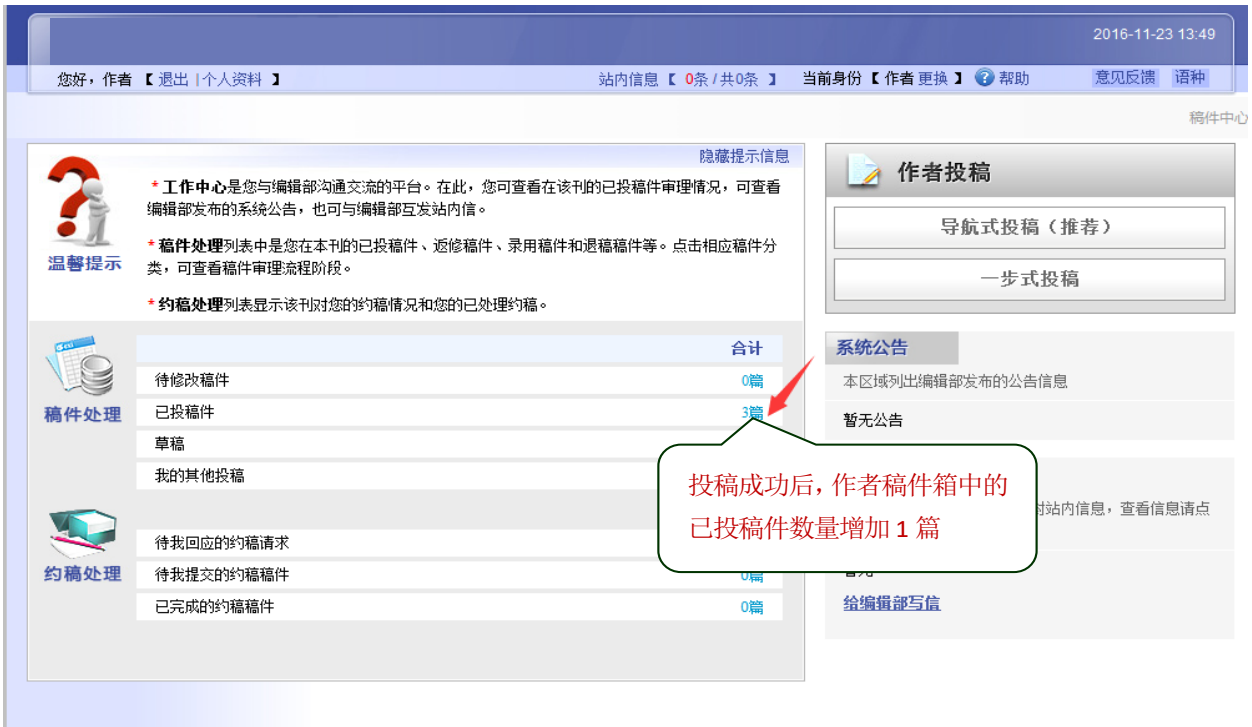 2016-11-23 13:49
您好，作者 【 退出 | 个人资料 】 站内信息【 0条 / 共0条 】 当前身份【 作者 更换 】 帮助 意见反馈 语种
稿件中心
隐藏提示信息
* 工作中心是您与编辑部沟通交流的平台。在此，您可查看在该刊的已投稿件审理情况，可查看
编辑部发布的系统公告，也可与编辑部互发站内信。
* 稿件处理列表中是您在本刊的已投稿件、返修稿件、录用稿件和退稿稿件等。点击相应稿件分
类，可查看稿件审理流程阶段。
* 约稿处理列表显示该刊对您的约稿情况和您的已处理约稿。
温馨提示
作者投稿
导航式投稿（推荐）
一步式投稿
合计
待修改稿件 0篇
已投稿件 3篇
草稿
我的其他投稿
稿件处理
待我回应的约稿请求
待我提交的约稿稿件 0篇
已完成的约稿稿件 0篇
约稿处理
投稿成功后，作者稿件箱中的
已投稿件数量增加 1 篇
系统公告
本区域列出编辑部发布的公告信息
暂无公告
站内信息，查看信息请点
给编辑部写信